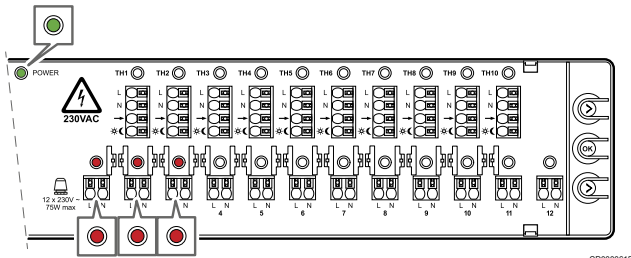 POWER
TH1 TH2 TH3 TH4 TH5 TH6 TH7 TH8 TH9 TH10
L L L L L L L L L L
N N N N N N N N N N
230VAC
OK
12 x 230V ~
75W max
L N L N L N L N L N L N L N L N L N L N L N L N
4 5 6 7 8 9 10 11 12